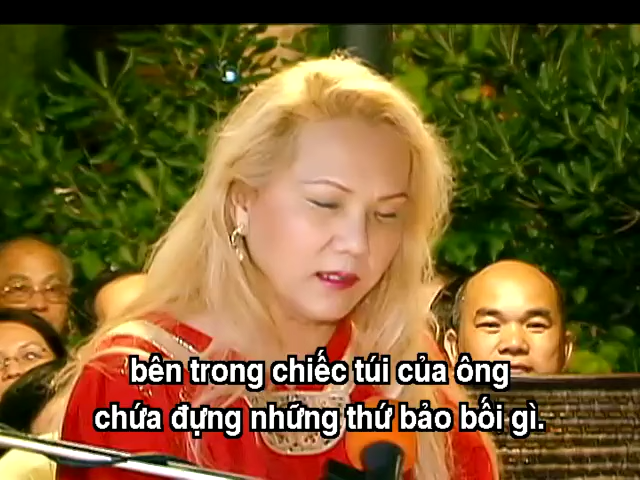 bên trong chiếc túi của ông
chứa đựng những thứ bảo bối gì.